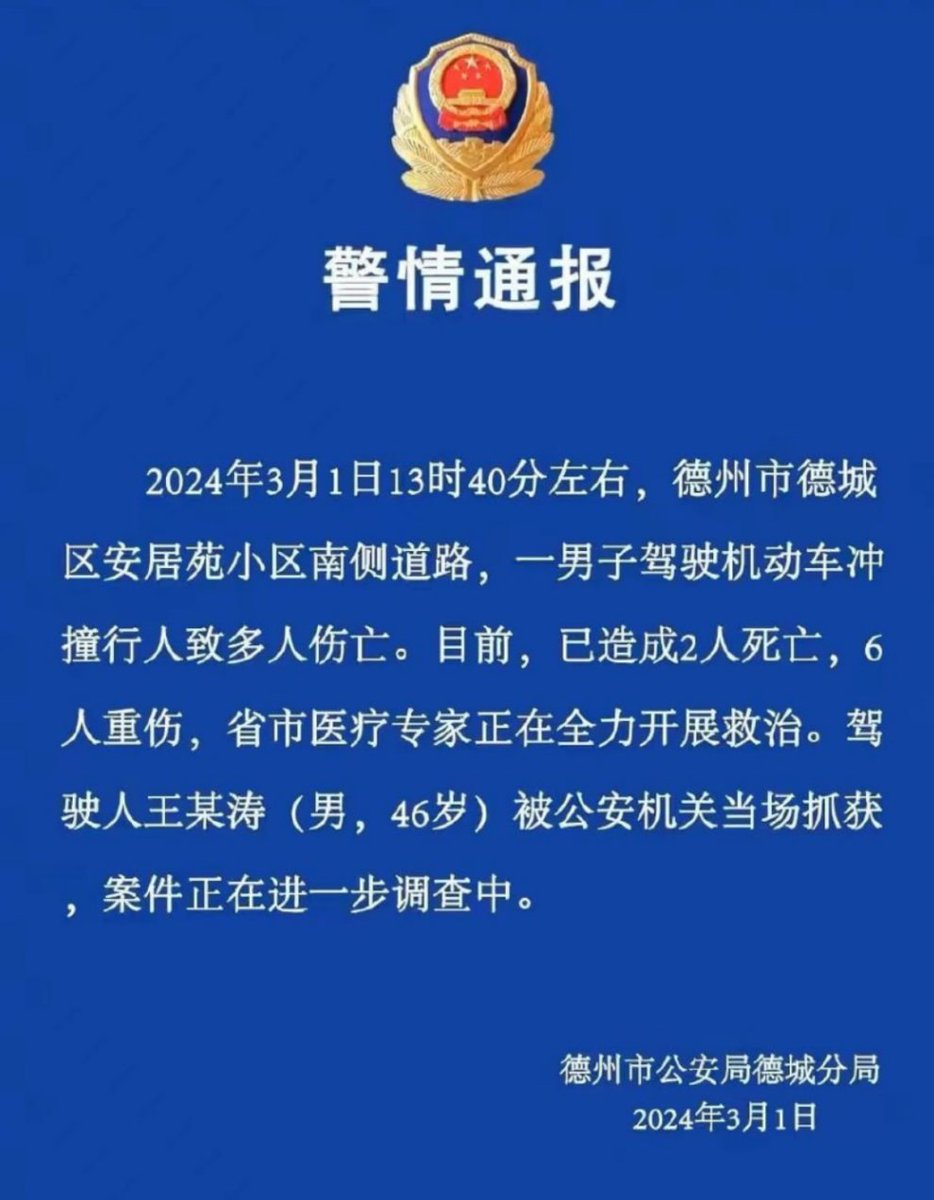 警情通报
2024年3月1日13时40分左右，德州市德城
区安居苑小区南侧道路，一男子驾驶机动车冲
撞行人致多人伤亡。目前，已造成2人死亡，6
人重伤，省市医疗专家正在全力开展救治。驾
驶人王某涛（男，46岁）被公安机关当场抓获
，案件正在进一步调查中。
德州市公安局德城分局
2024年3月1日